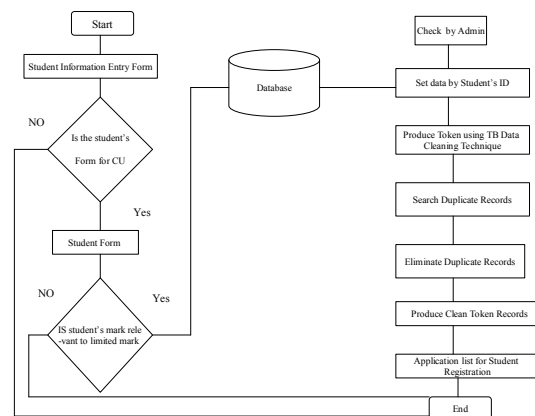 Start
Student Information Entry Form
NO
Is the student's
Form for CU
Yes
Student Form
NO
Yes
IS student's mark rele
-vant to limited mark
Database
Check by Admin
Set data by Student's ID
Produce Token using TB Data
Cleaning Technique
Search Duplicate Records
Eliminate Duplicate Records
Produce Clean Token Records
Application list for Student
Registration
End